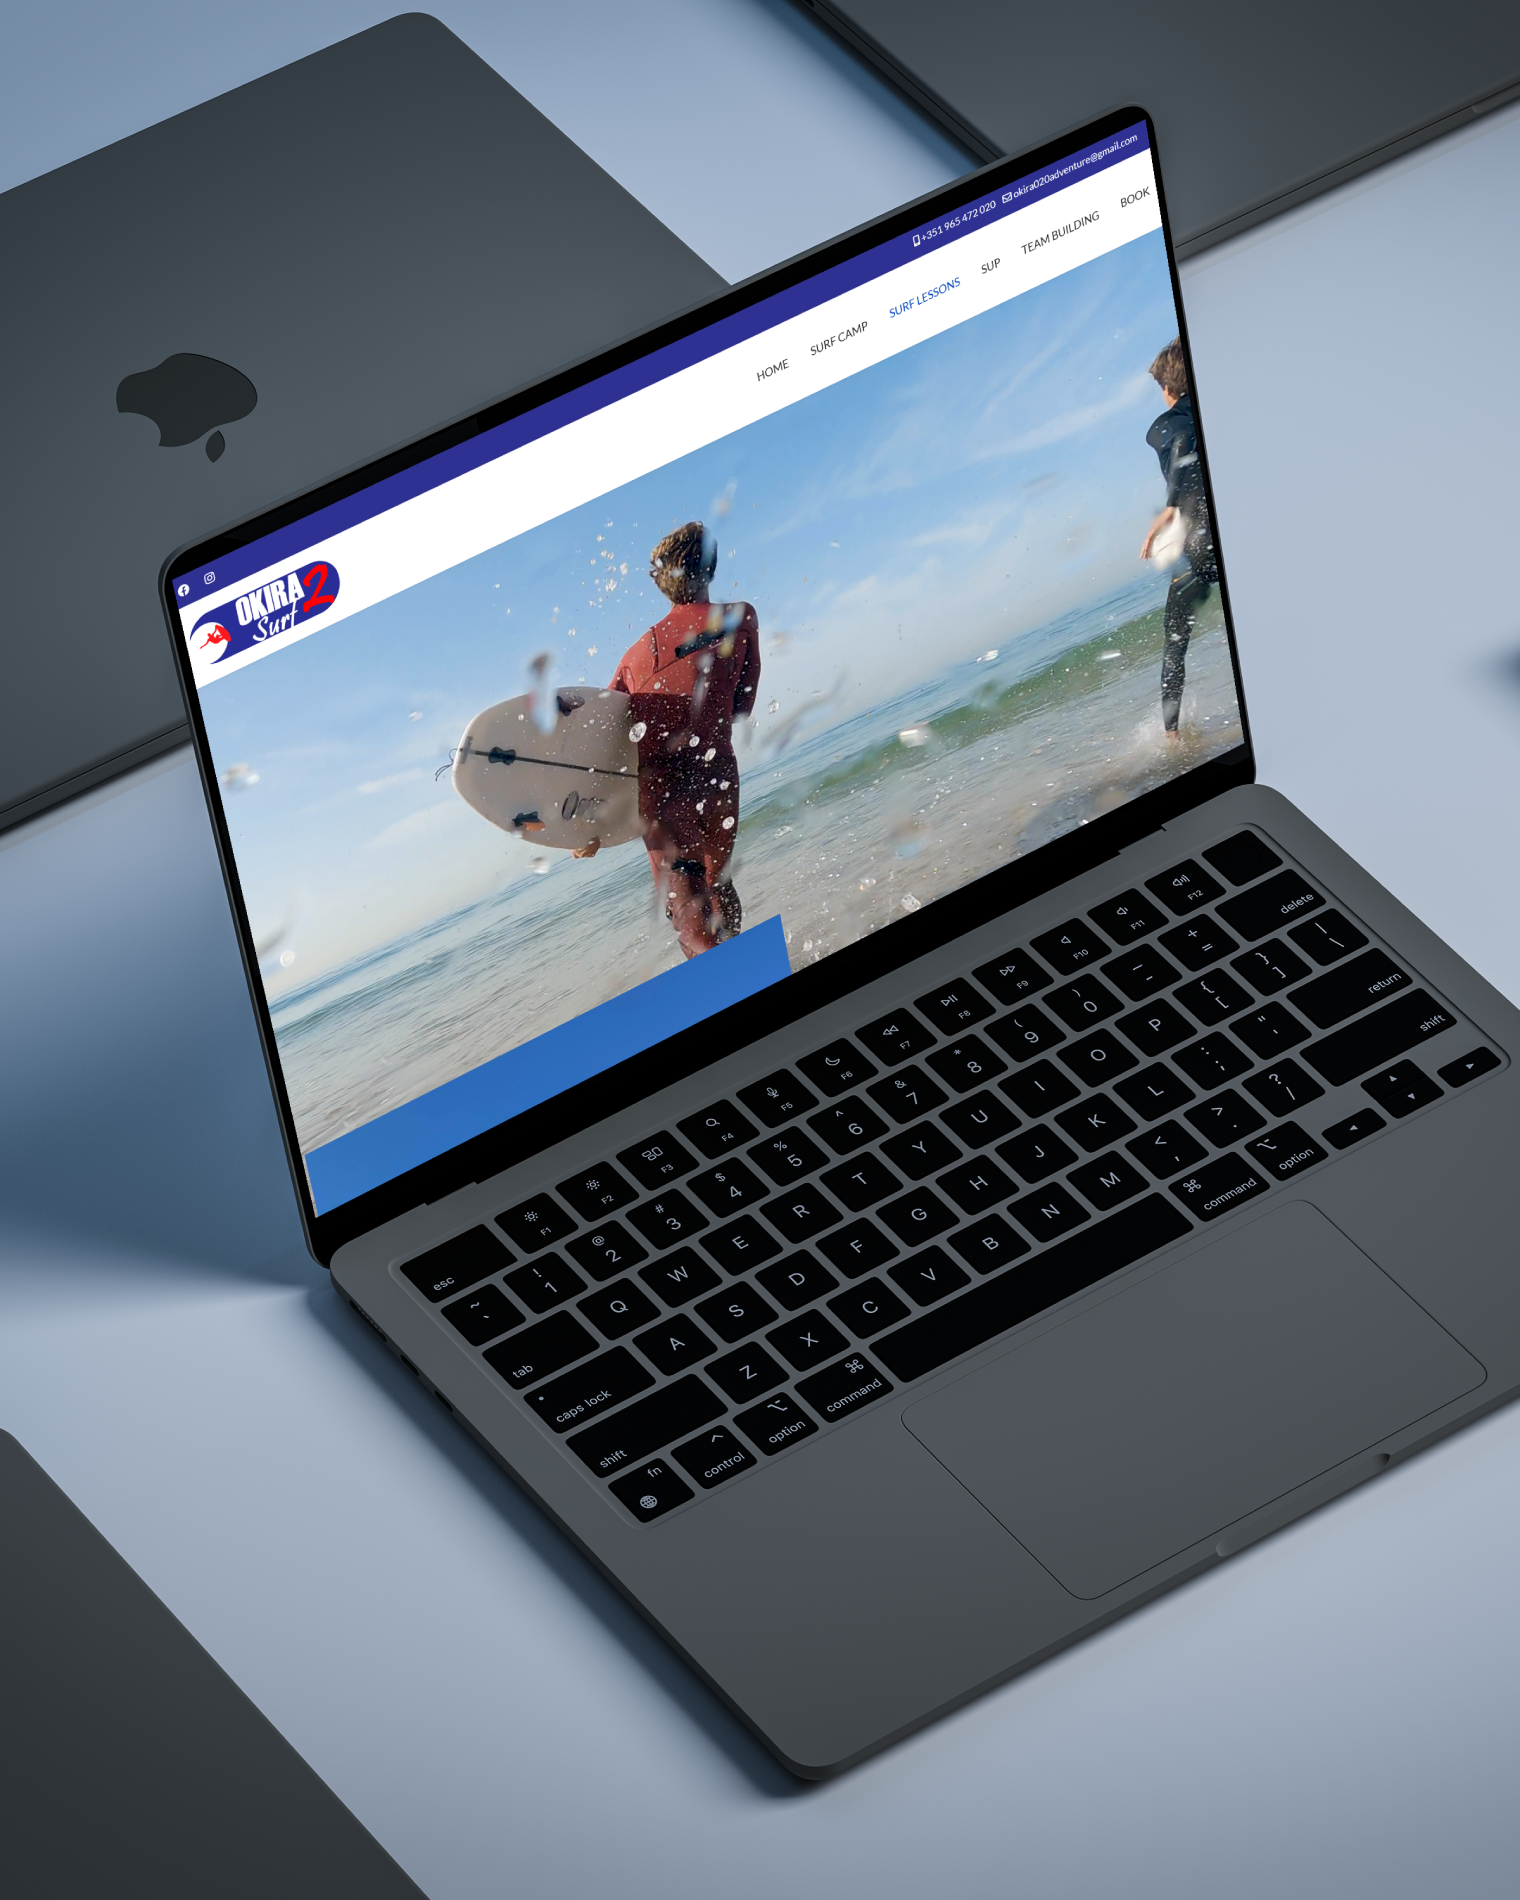 +351 965 472 020 okira020adventure@gmail.com
HOME SURF CAMP SURF LESSONS SUP TEAM BUILDING BOOK
OKIRA 2
Surf
esc F1 F2 F3 F4 F5 F6 F7 F8 F9 F10 F11 F12
~ ` ! 1 @ 2 # 3 $ 4 % 5 ^ 6 & 7 * 8 ( 9 ) 0 — - + = delete
tab Q W E R T Y U I O P { [ } ] | \
caps lock A S D F G H J K L : ; " ' return
shift Z X C V B N M < , > . ? / shift
fn control option ⌘ command ⌘ command option